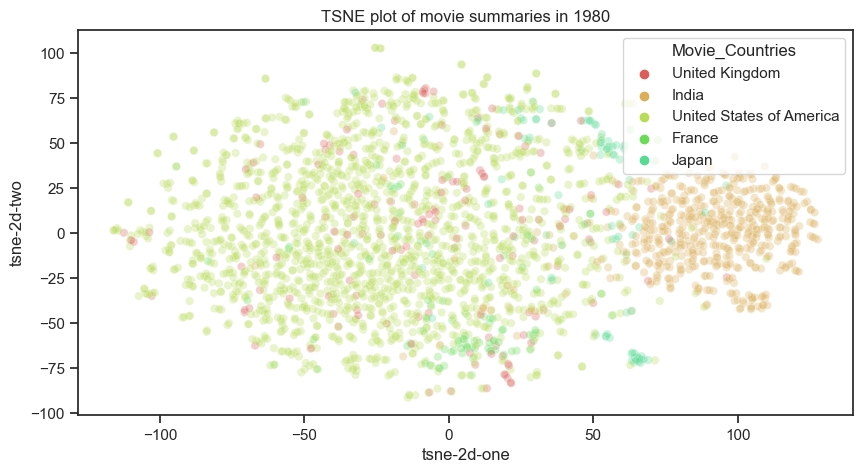 TSNE plot of movie summaries in 1980
Movie_Countries
United Kingdom
India
United States of America
France
Japan
tsne-2d-two
100
75
50
25
0
−25
−50
−75
−100
−100
−50
0
50
100
tsne-2d-one